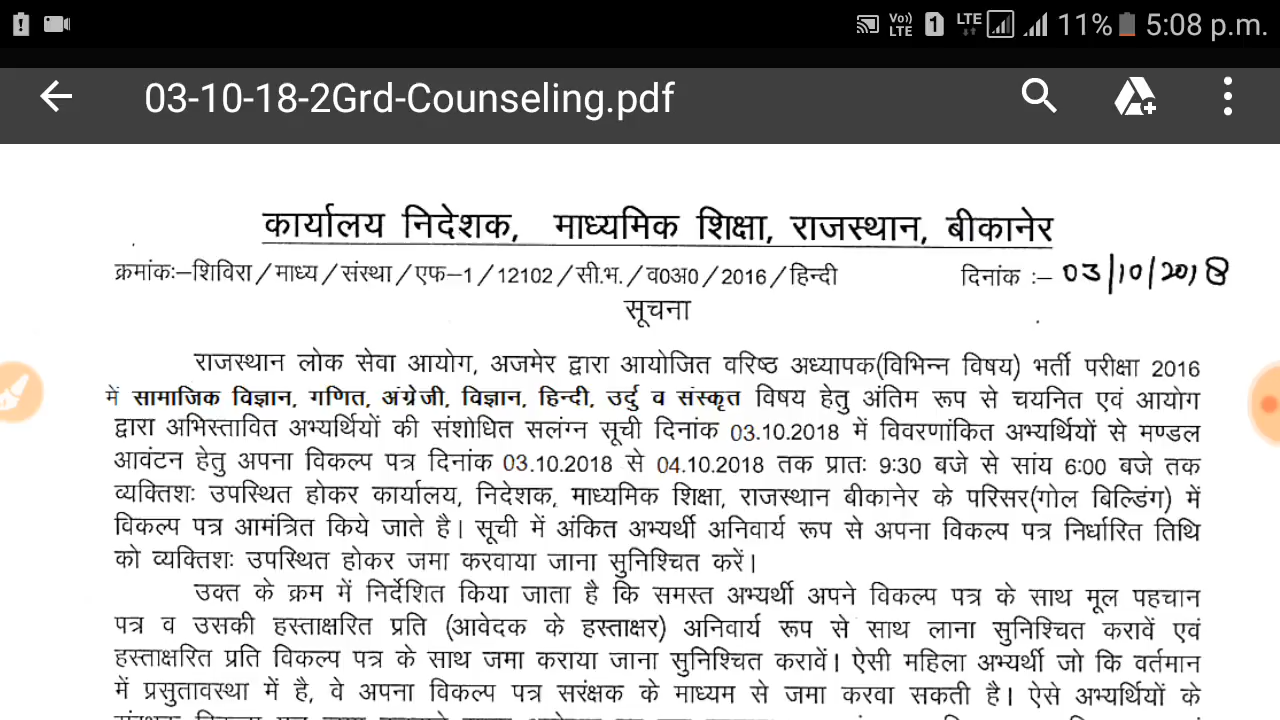 Vo)) LTE 1 LTE 11% 5:08 p.m.
03-10-18-2Grd-Counseling.pdf
कार्यालय निदेशक, माध्यमिक शिक्षा, राजस्थान, बीकानेर
क्रमांकः–शिविरा/माध्य/संस्था/एफ–1/12102/सी.भ./व0अ0/2016/हिन्दी दिनांक :– 03/10/2018
सूचना
राजस्थान लोक सेवा आयोग, अजमेर द्वारा आयोजित वरिष्ठ अध्यापक(विभिन्न विषय) भर्ती परीक्षा 2016
में सामाजिक विज्ञान, गणित, अंग्रेजी, विज्ञान, हिन्दी, उर्दु व संस्कृत विषय हेतु अंतिम रूप से चयनित एवं आयोग
द्वारा अभिस्तावित अभ्यर्थियों की संशोधित सलंग्न सूची दिनांक 03.10.2018 में विवरणांकित अभ्यर्थियों से मण्डल
आवंटन हेतु अपना विकल्प पत्र दिनांक 03.10.2018 से 04.10.2018 तक प्रातः 9:30 बजे से सांय 6:00 बजे तक
व्यक्तिशः उपस्थित होकर कार्यालय, निदेशक, माध्यमिक शिक्षा, राजस्थान बीकानेर के परिसर(गोल बिल्डिंग) में
विकल्प पत्र आमंत्रित किये जाते है। सूची में अंकित अभ्यर्थी अनिवार्य रूप से अपना विकल्प पत्र निर्धारित तिथि
को व्यक्तिशः उपस्थित होकर जमा करवाया जाना सुनिश्चित करें।
उक्त के क्रम में निर्देशित किया जाता है कि समस्त अभ्यर्थी अपने विकल्प पत्र के साथ मूल पहचान
पत्र व उसकी हस्ताक्षरित प्रति (आवेदक के हस्ताक्षर) अनिवार्य रूप से साथ लाना सुनिश्चित करावें एवं
हस्ताक्षरित प्रति विकल्प पत्र के साथ जमा कराया जाना सुनिश्चित करावें। ऐसी महिला अभ्यर्थी जो कि वर्तमान
में प्रसुतावस्था में है, वे अपना विकल्प पत्र सरंक्षक के माध्यम से जमा करवा सकती है। ऐसे अभ्यर्थियों के